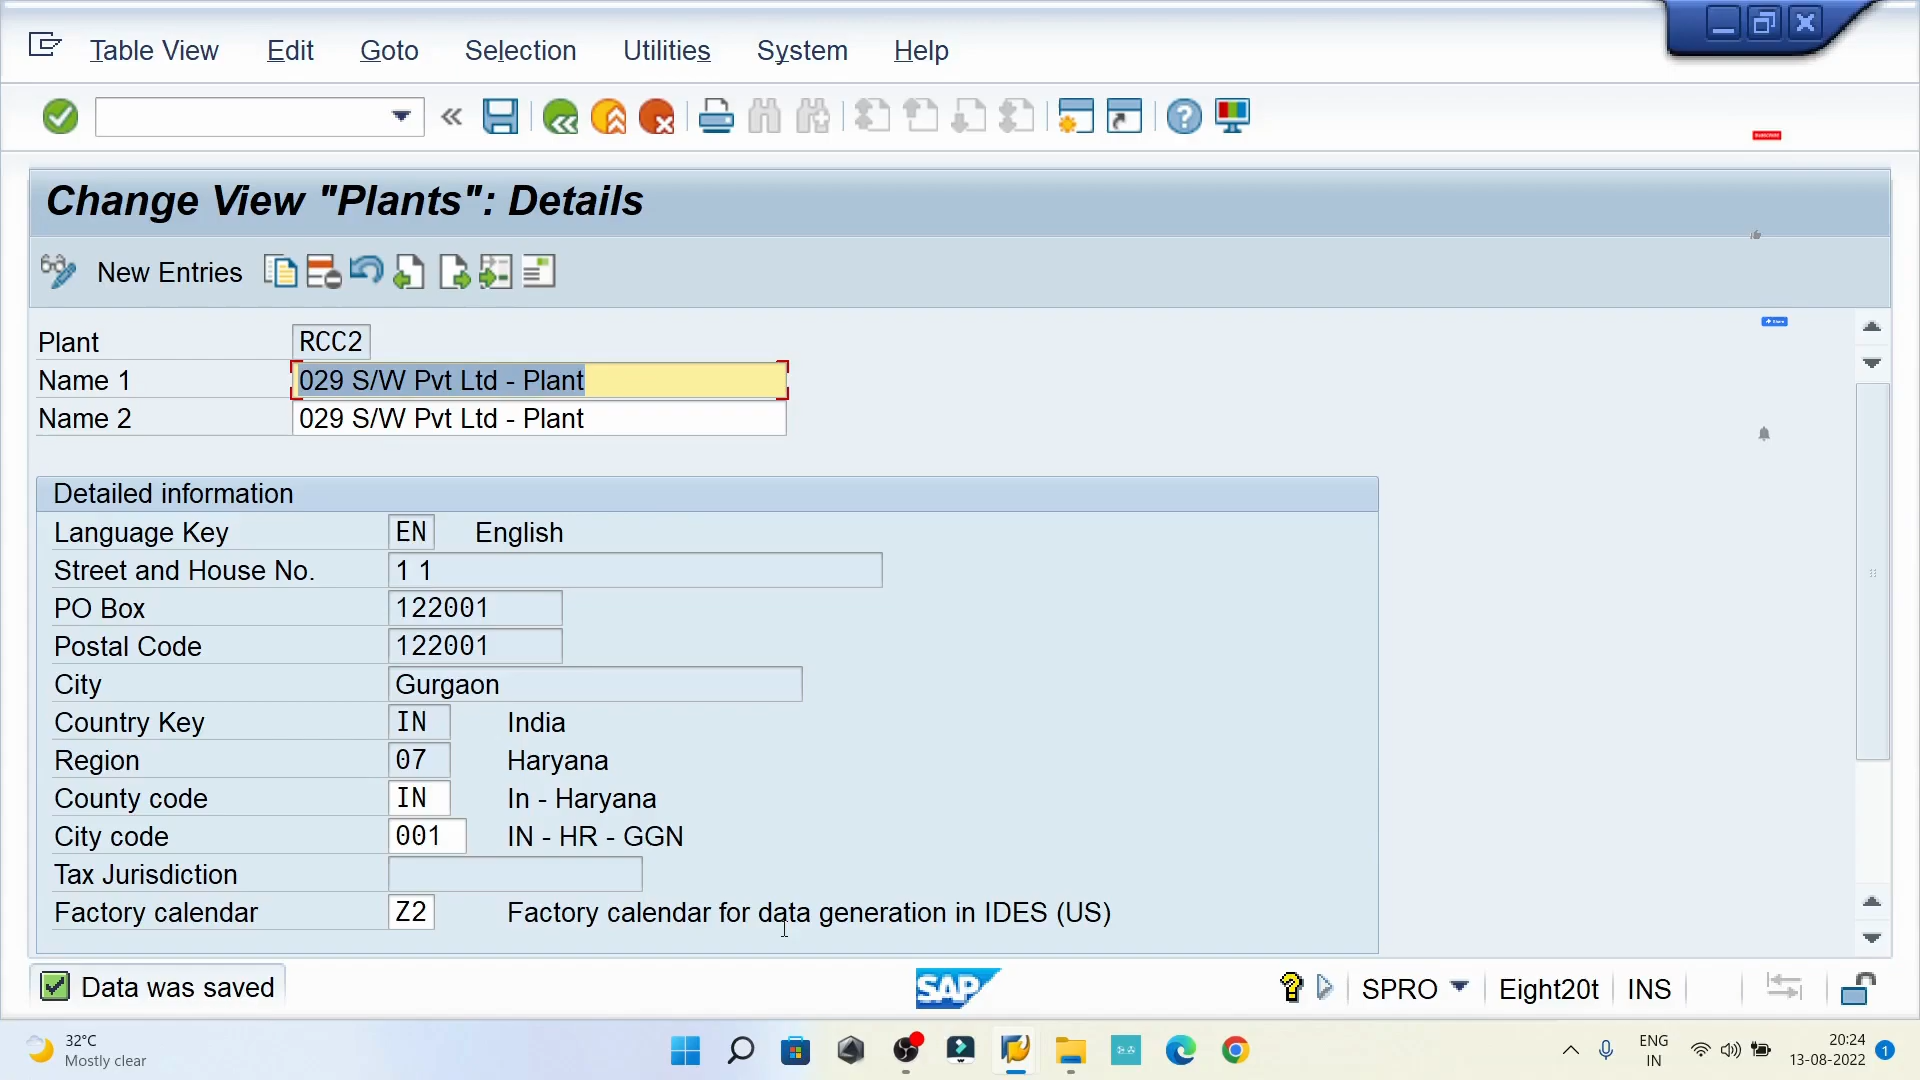 Table View Edit Goto Selection Utilities System Help
Change View "Plants": Details
New Entries
Plant RCC2
Name 1 029 S/W Pvt Ltd - Plant
Name 2 029 S/W Pvt Ltd - Plant
Detailed information
Language Key EN English
Street and House No. 1 1
PO Box 122001
Postal Code 122001
City Gurgaon
Country Key IN India
Region 07 Haryana
County code IN In - Haryana
City code 001 IN - HR - GGN
Tax Jurisdiction
Factory calendar Z2 Factory calendar for data generation in IDES (US)
Data was saved SAP SPRO Eight20t INS
32°C
Mostly clear
ENG
IN
20:24
13-08-2022
1